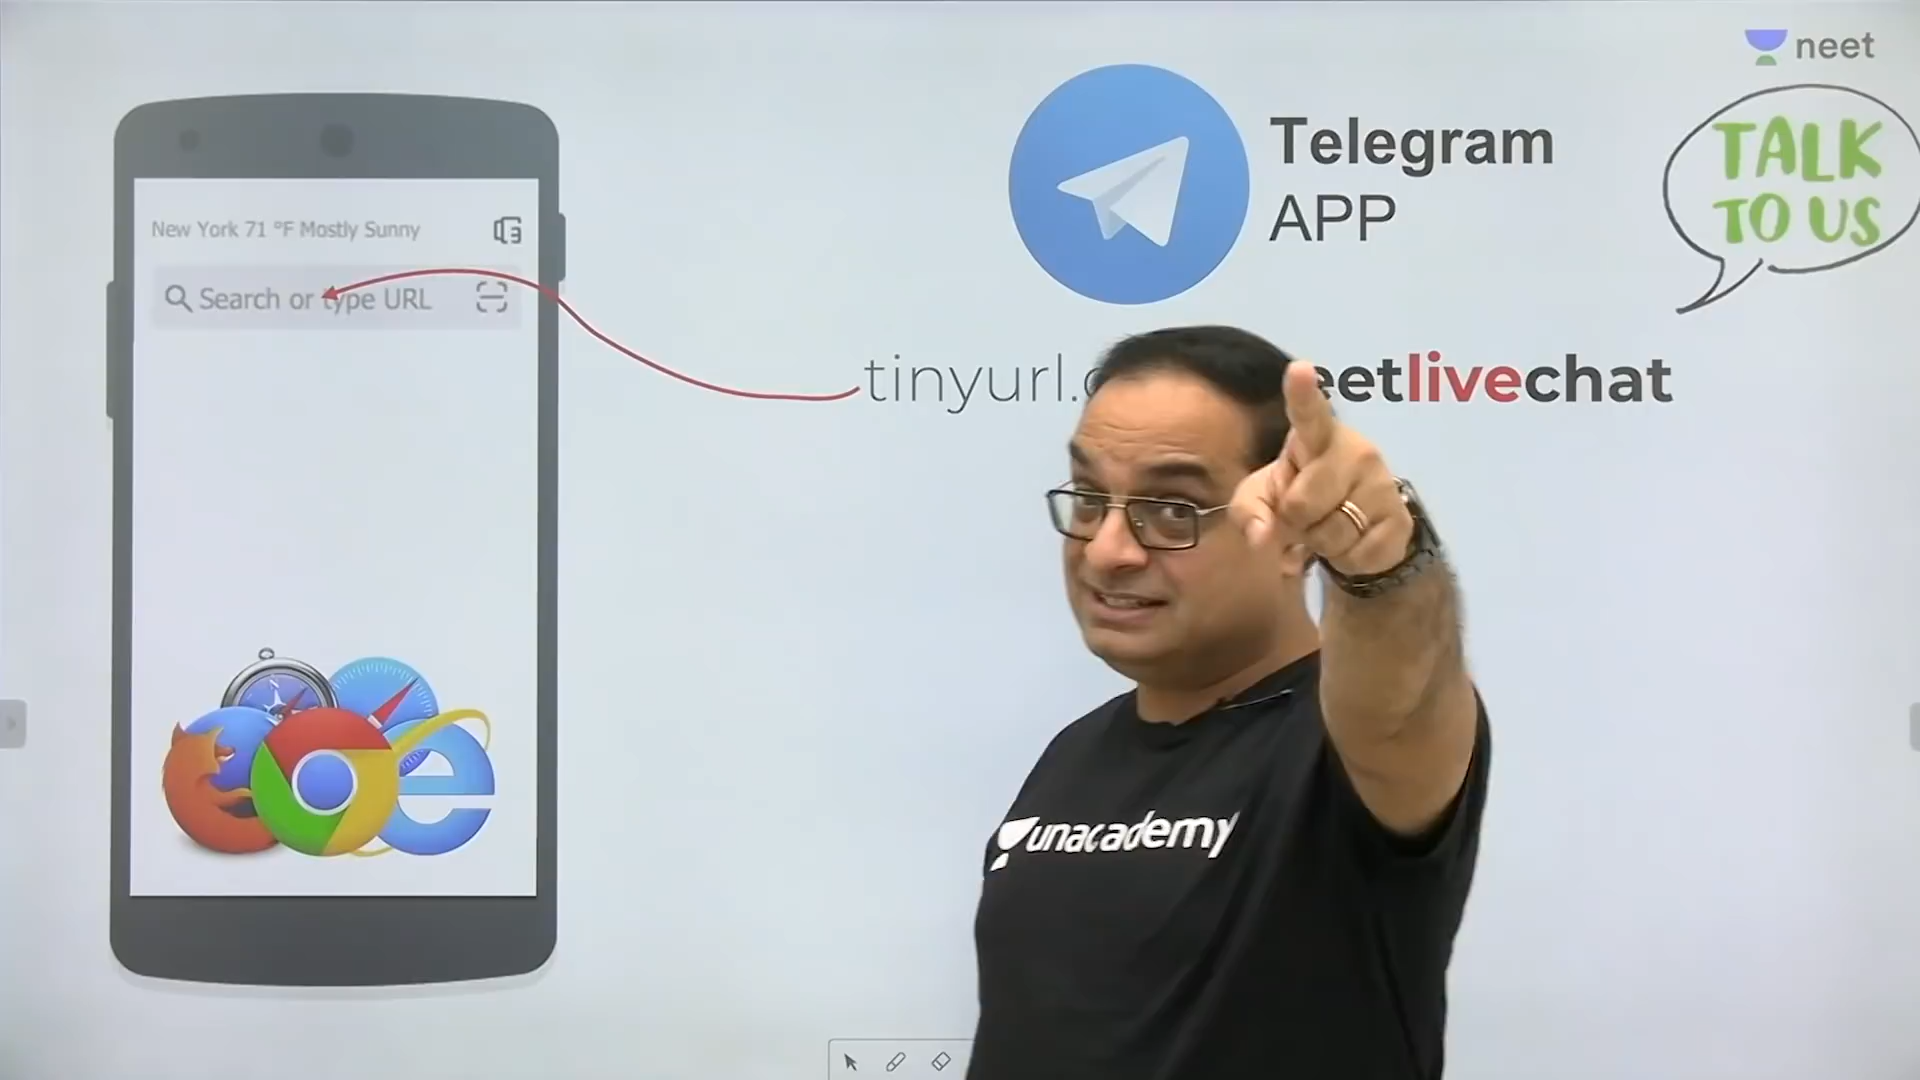 neet
TALK
TO US
Telegram
APP
New York 71 °F Mostly Sunny
Search or type URL
tinyurl.
eetlivechat
unacademy